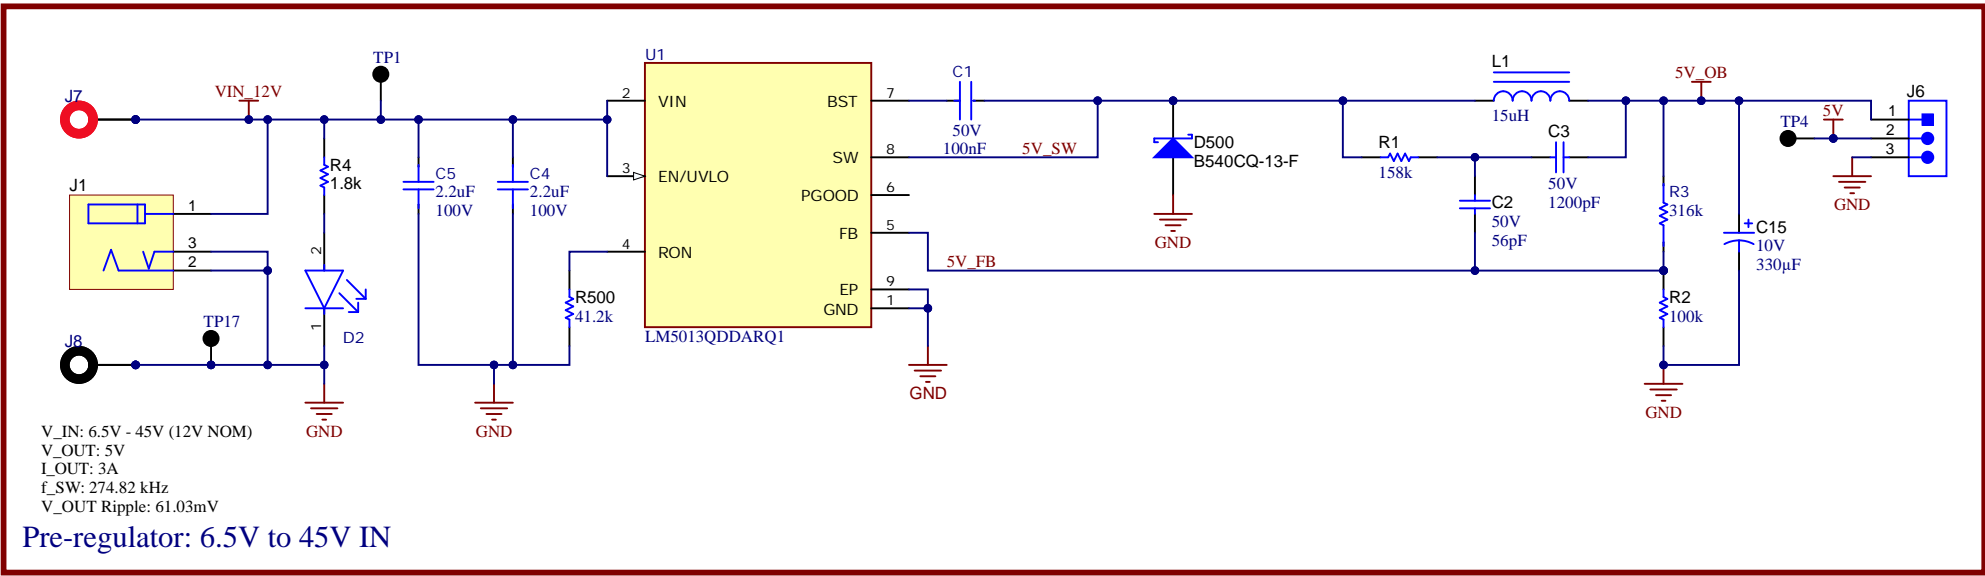 J7
VIN_12V
TP1
R4
1.8k
J1
1
3
2
2
1
D2
TP17
J8
GND
C5
2.2uF
100V
C4
2.2uF
100V
GND
R500
41.2k
U1
2 VIN
3 EN/UVLO
4 RON
BST 7
SW 8
PGOOD 6
FB 5
EP 9
GND 1
LM5013QDDARQ1
GND
C1
50V
100nF
5V_SW
5V_FB
D500
B540CQ-13-F
GND
L1
15uH
R1
158k
C3
50V
1200pF
C2
50V
56pF
5V_OB
R3
316k
R2
100k
C15
+
10V
330µF
GND
TP4
5V
J6
1
2
3
GND
V_IN: 6.5V - 45V (12V NOM)
V_OUT: 5V
I_OUT: 3A
f_SW: 274.82 kHz
V_OUT Ripple: 61.03mV
Pre-regulator: 6.5V to 45V IN